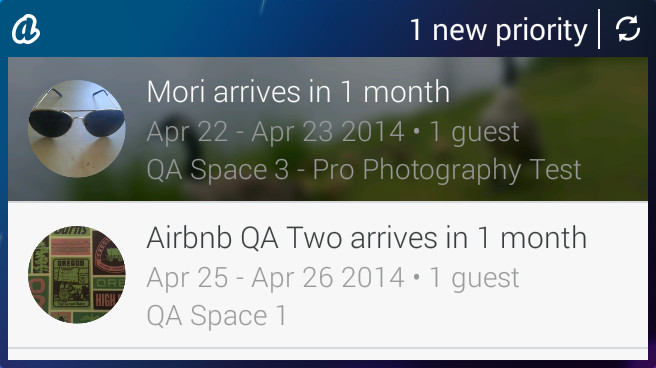 1 new priority
Mori arrives in 1 month
Apr 22 - Apr 23 2014 • 1 guest
QA Space 3 - Pro Photography Test
Airbnb QA Two arrives in 1 month
Apr 25 - Apr 26 2014 • 1 guest
QA Space 1
OREGON
HIGH